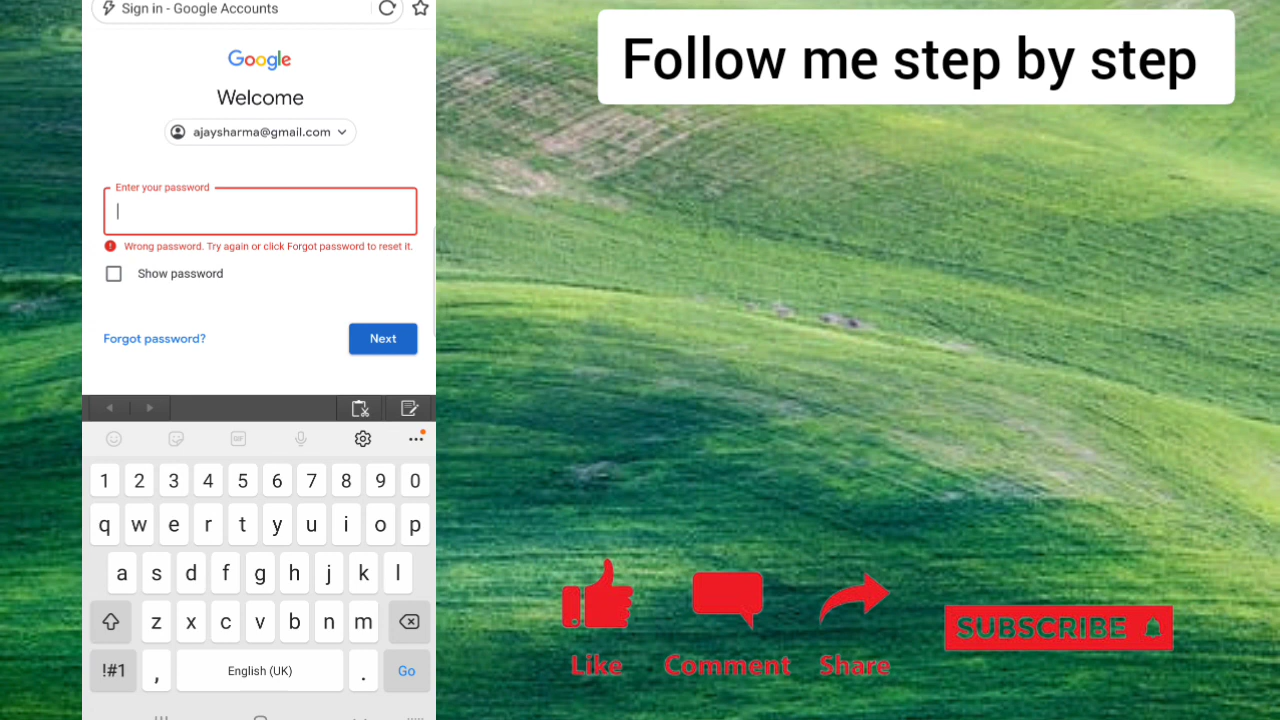 Sign in - Google Accounts
Follow me step by step
Google
Welcome
ajaysharma@gmail.com
Enter your password
Wrong password. Try again or click Forgot password to reset it.
Show password
Forgot password?
Next
GIF
1 2 3 4 5 6 7 8 9 0
q w e r t y u i o p
a s d f g h j k l
z x c v b n m
!#1 , English (UK) . Go
Like Comment Share
SUBSCRIBE